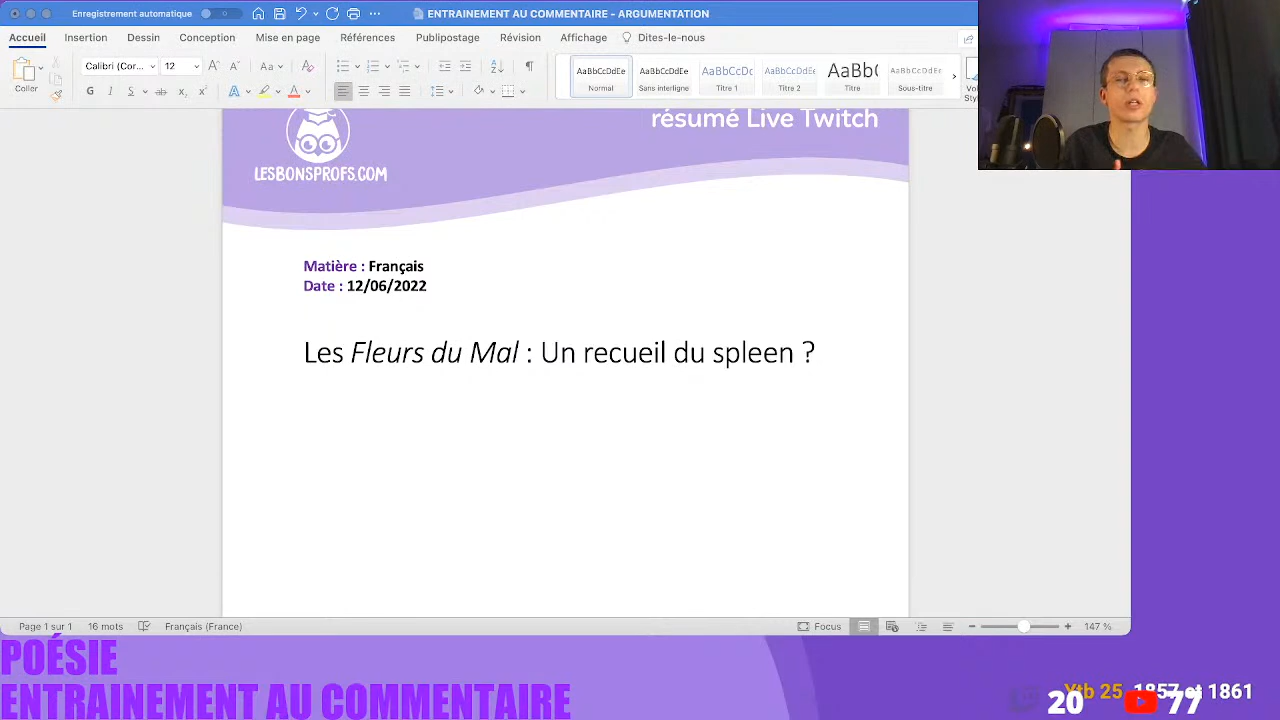 Enregistrement automatique
ENTRAINEMENT AU COMMENTAIRE - ARGUMENTATION
Accueil Insertion Dessin Conception Mise en page Références Publipostage Révision Affichage Dites-le-nous
Calibri (Cor... 12
Coller
AaBbCcDdEe AaBbCcDdEe AaBbCcDc AaBbCcDdEe AaBb( AaBbCcDdEe
Normal Sans interligne Titre 1 Titre 2 Titre Sous-titre
résumé Live Twitch
LESBONSPROFS.COM
Matière : Français
Date : 12/06/2022
Les Fleurs du Mal : Un recueil du spleen ?
Page 1 sur 1 16 mots Français (France) Focus 147 %
POÉSIE
ENTRAINEMENT AU COMMENTAIRE
Ytb 25 1857 et 1861
20 77